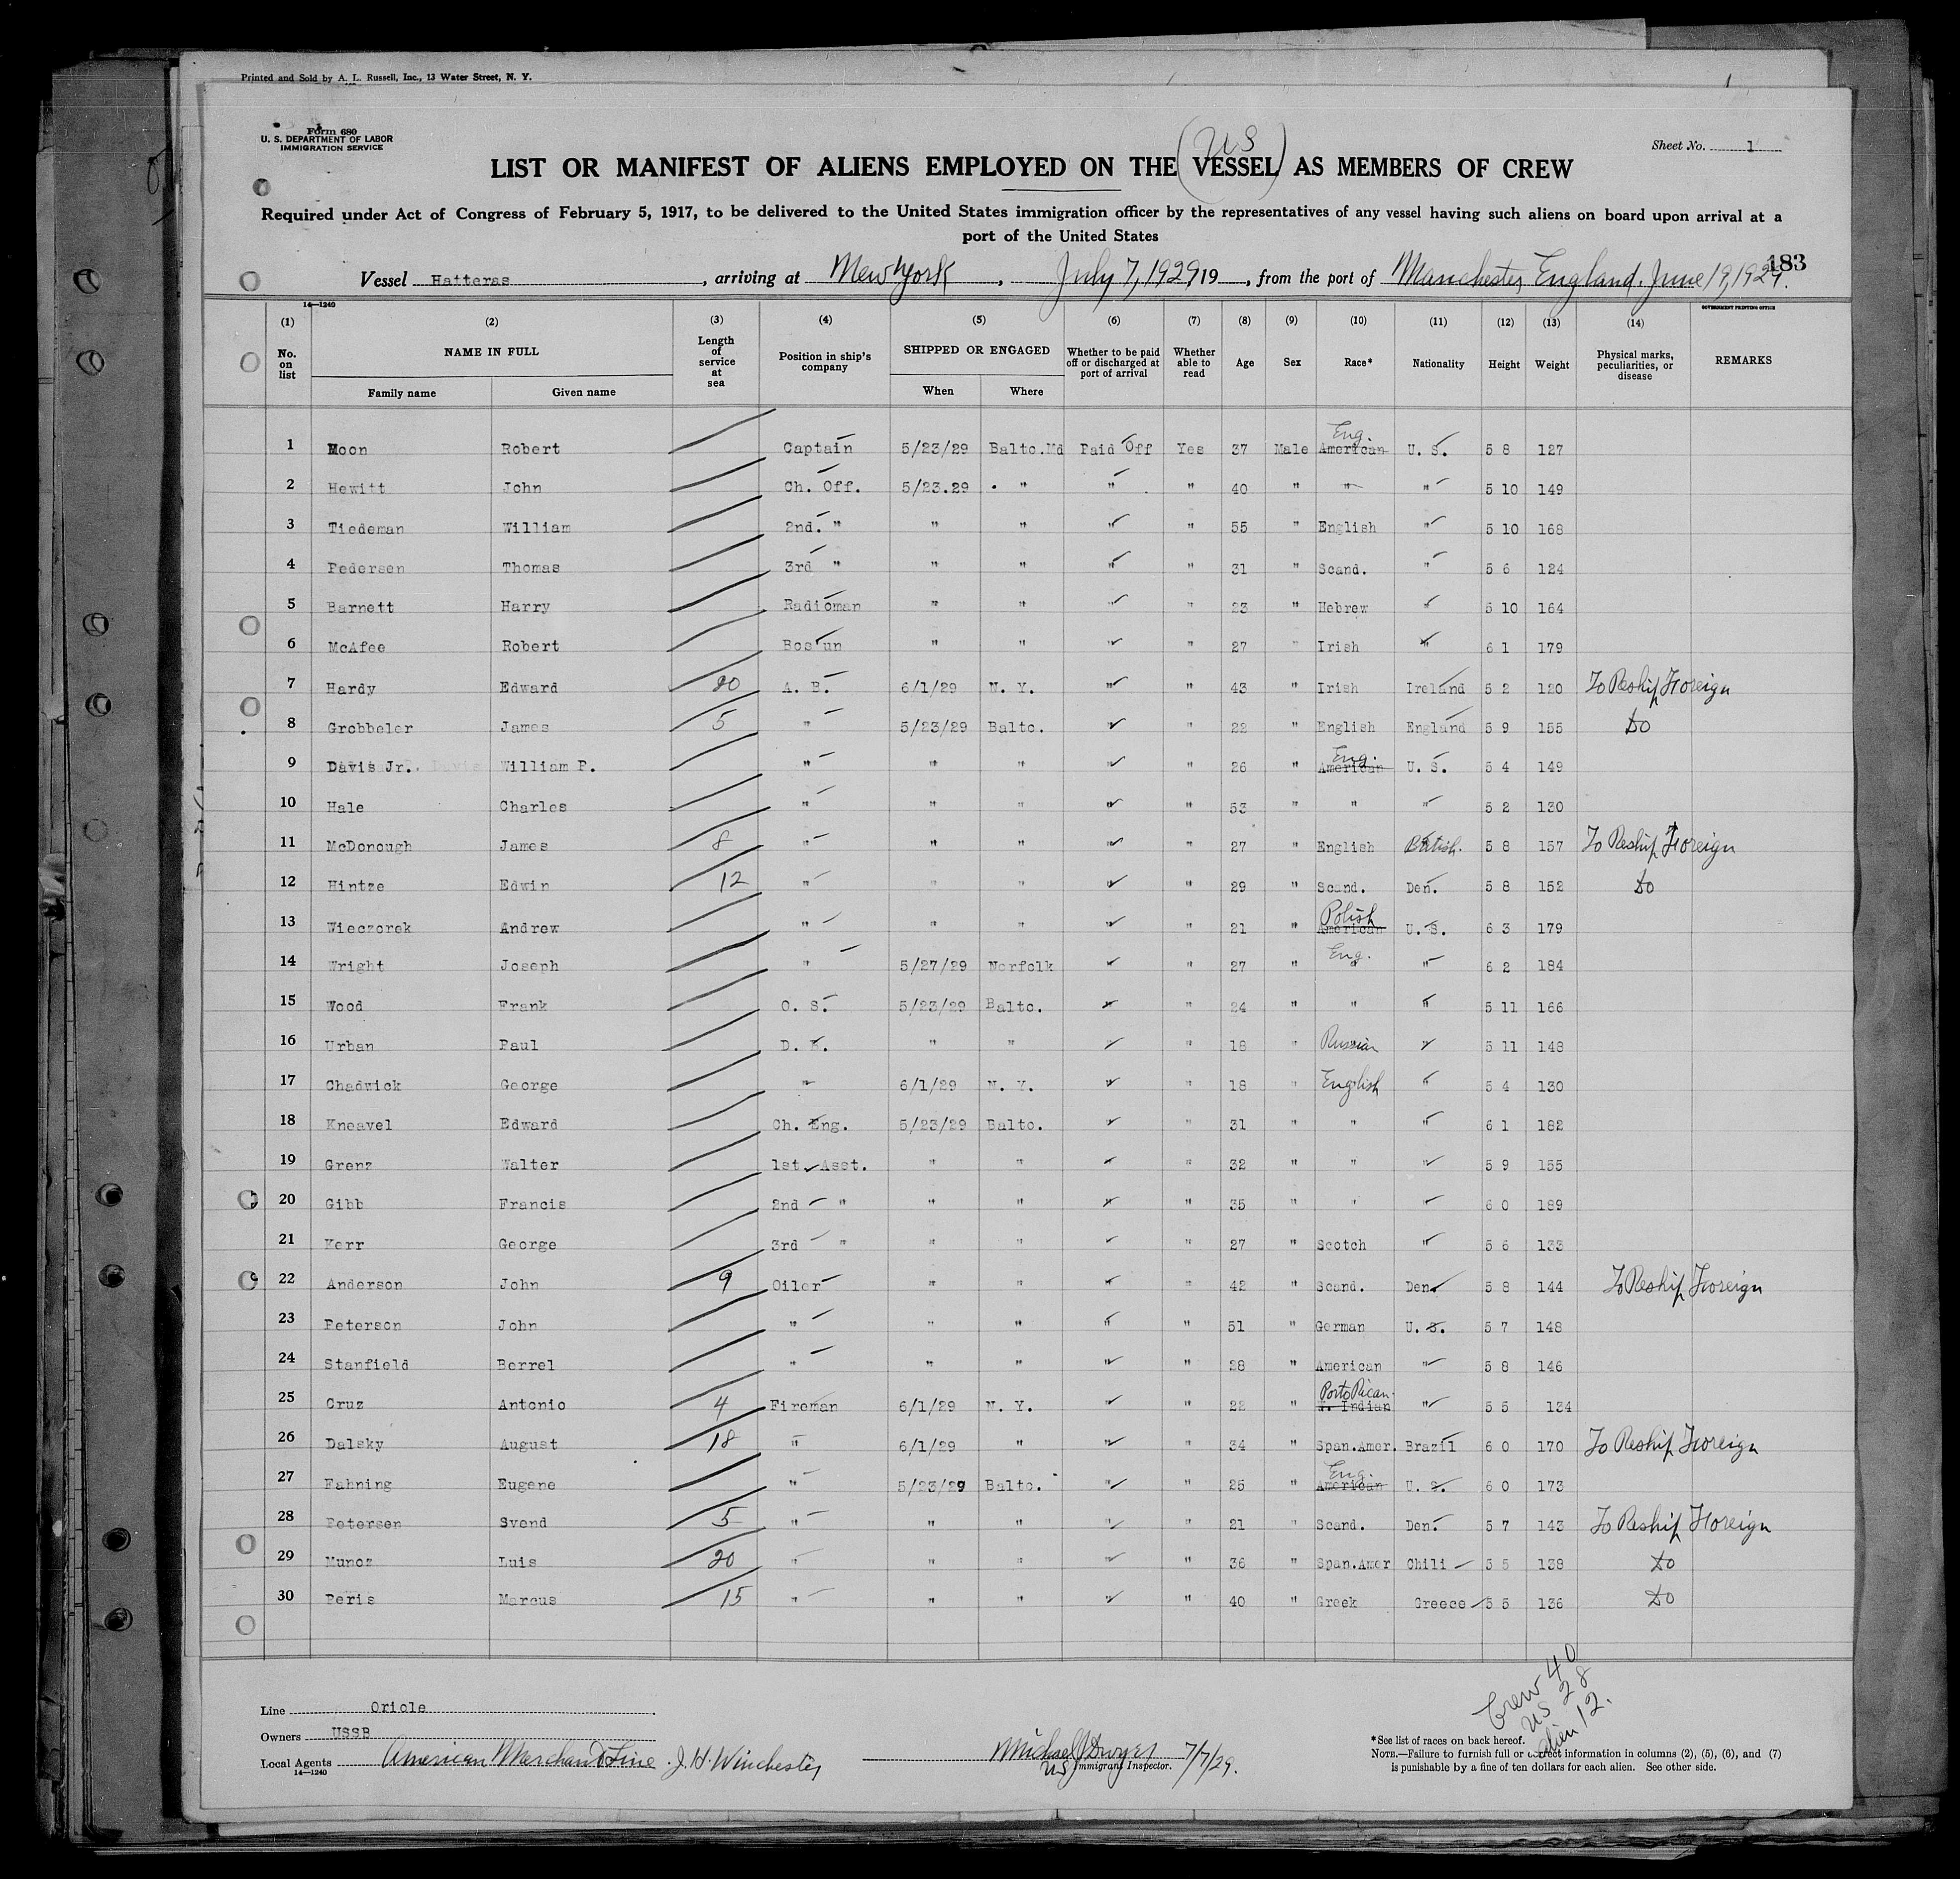 Printed and Sold by A. L. Russell, Inc., 13 Water Street, N. Y.
Form 680
U. S. DEPARTMENT OF LABOR
IMMIGRATION SERVICE
Sheet No. 1
US
LIST OR MANIFEST OF ALIENS EMPLOYED ON THE (VESSEL) AS MEMBERS OF CREW
Required under Act of Congress of February 5, 1917, to be delivered to the United States immigration officer by the representatives of any vessel having such aliens on board upon arrival at a
port of the United States
183
Vessel Hatteras, arriving at New York, July 7, 1929, 19, from the port of Manchester, England. June 19, 1929.
14—1240 GOVERNMENT PRINTING OFFICE
(1) (2) (3) (4) (5) (6) (7) (8) (9) (10) (11) (12) (13) (14)
No. on list NAME IN FULL Family name Given name Length of service at sea Position in ship's company SHIPPED OR ENGAGED When Where Whether to be paid off or discharged at port of arrival Whether able to read Age Sex Race* Nationality Height Weight Physical marks, peculiarities, or disease REMARKS
1 Moon Robert Captain 5/23/29 Balto.Md Paid Off Yes 37 Male American Eng. U. S. 5 8 127
2 Hewitt John Ch. Off. 5/23.29 " " " 40 " " " 5 10 149
3 Tiedeman William 2nd. " " " " " 55 " English " 5 10 168
4 Pedersen Thomas 3rd " " " " " 31 " Scand. " 5 6 124
5 Barnett Harry Radioman " " " " 23 " Hebrew " 5 10 164
6 McAfee Robert Bos'un " " " " 27 " Irish " 6 1 179
7 Hardy Edward 20 A. B. 6/1/29 N. Y. " " 43 " Irish Ireland 5 2 120 To Reship Foreign
8 Grobbeler James 5 " 5/23/29 Balto. " " 22 " English England 5 9 155 Do
9 Davis Jr. William P. " " " " " 26 " American Eng. U. S. 5 4 149
10 Hale Charles " " " " " 53 " " " 5 2 130
11 McDonough James 8 " " " " " 27 " English British. 5 8 157 To Reship Foreign
12 Hintze Edwin 12 " " " " " 29 " Scand. Den. 5 8 152 Do
13 Wieczorek Andrew " " " " " 21 " American Polish U. S. 6 3 179
14 Wright Joseph " 5/27/29 Norfolk " " 27 " Eng. " 6 2 184
15 Wood Frank O. S. 5/23/29 Balto. " " 24 " " " 5 11 166
16 Urban Paul D. B. " " " " 18 " Russian " 5 11 148
17 Chadwick George " 6/1/29 N. Y. " " 18 " English " 5 4 130
18 Kneavel Edward Ch. Eng. 5/23/29 Balto. " " 31 " " " 6 1 182
19 Grenz Walter 1st Asst. " " " " 32 " " " 5 9 155
20 Gibb Francis 2nd " " " " " 35 " " " 6 0 189
21 Kerr George 3rd " " " " " 27 " Scotch " 5 6 133
22 Anderson John 9 Oiler " " " " 42 " Scand. Den. 5 8 144 To Reship Foreign
23 Peterson John " " " " " 51 " German U. S. 5 7 148
24 Stanfield Berrel " " " " " 28 " American " 5 8 146
25 Cruz Antonio 4 Fireman 6/1/29 N. Y. " " 22 " W. Indian Porto Rican. " 5 5 134
26 Dalsky August 18 " 6/1/29 " " " 34 " Span.Amer. Brazil 6 0 170 To Reship Foreign
27 Fahning Eugene " 5/23/29 Balto. " " 25 " American Eng. U. S. 6 0 173
28 Petersen Svend 5 " " " " " 21 " Scand. Den. 5 7 143 To Reship Foreign
29 Munoz Luis 20 " " " " " 36 " Span.Amer Chili 5 5 138 Do
30 Peris Marcus 15 " " " " " 40 " Greek Greece 5 5 136 Do
Crew 40
US 28
Alien 12.
Line Oriole
Owners USSB
Local Agents American Merchant Line. J. H. Winchester
14—1240
Michael J Dwyer 7/7/29.
US Immigrant Inspector.
*See list of races on back hereof.
NOTE.—Failure to furnish full or correct information in columns (2), (5), (6), and (7)
is punishable by a fine of ten dollars for each alien. See other side.